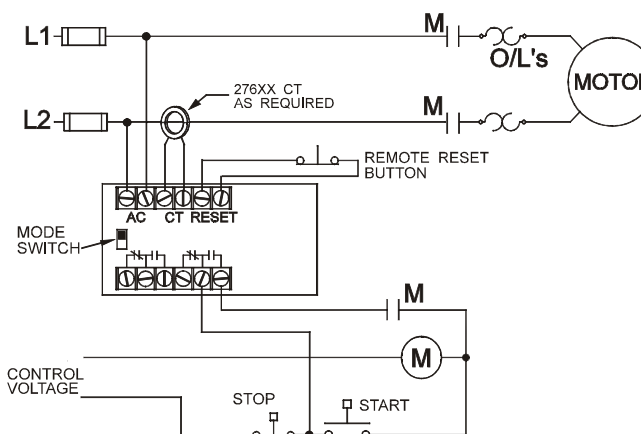 L1
M
O/L's
MOTO
276XX CT
AS REQUIRED
L2
M
REMOTE RESET
BUTTON
AC CT RESET
MODE
SWITCH
M
M
CONTROL
VOLTAGE
STOP
START